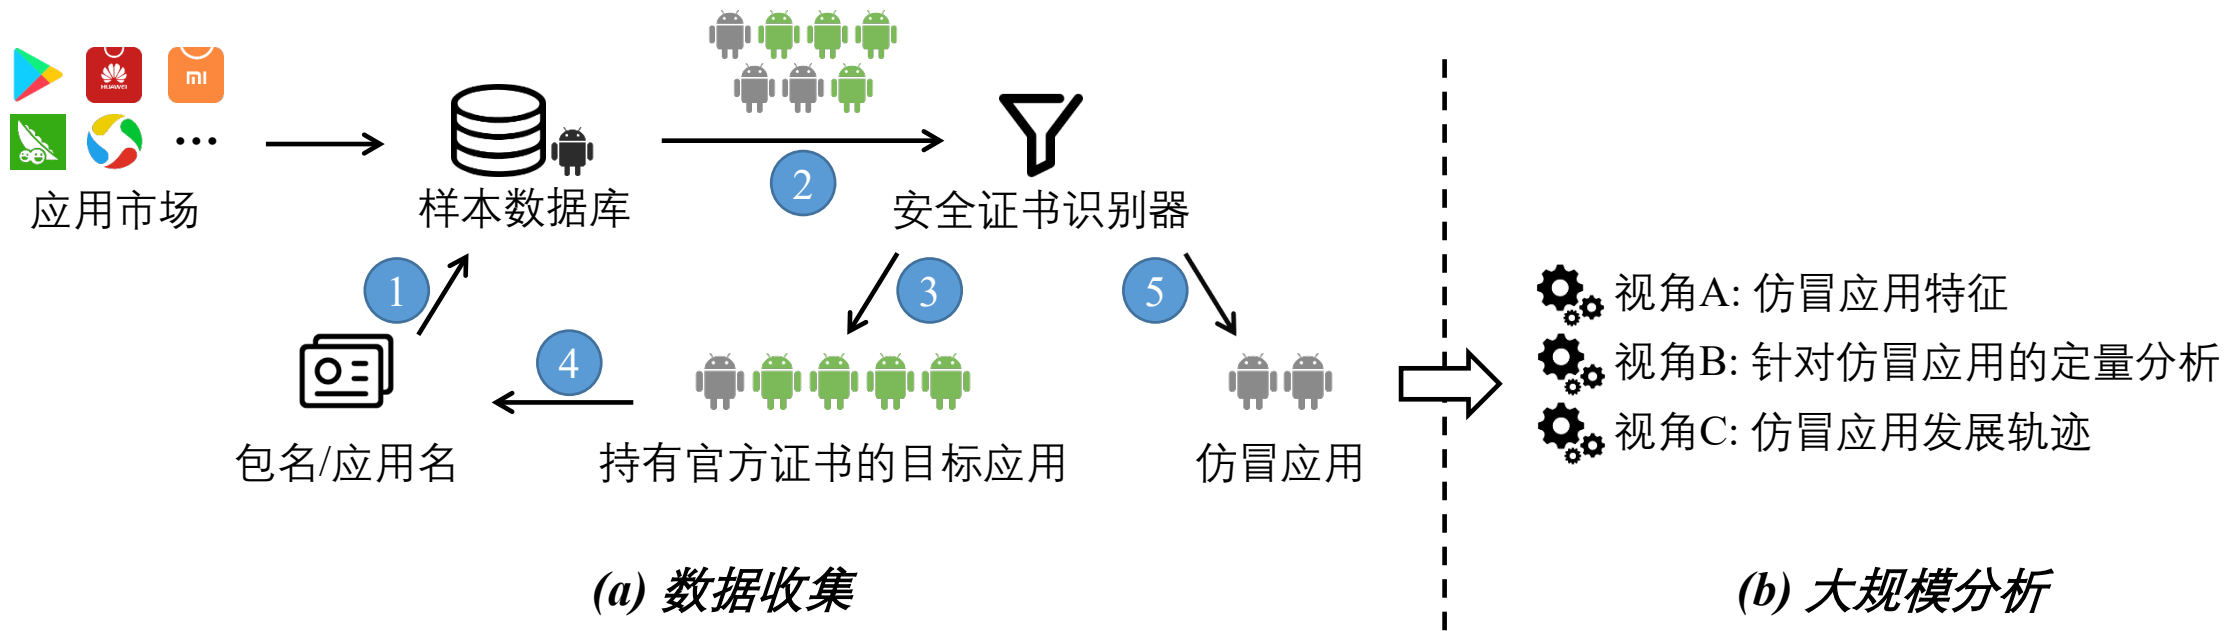 HUAWEI
mi
...
应用市场
样本数据库
2
安全证书识别器
1
3
5
4
包名/应用名
持有官方证书的目标应用
仿冒应用
视角A: 仿冒应用特征
视角B: 针对仿冒应用的定量分析
视角C: 仿冒应用发展轨迹
(a) 数据收集
(b) 大规模分析